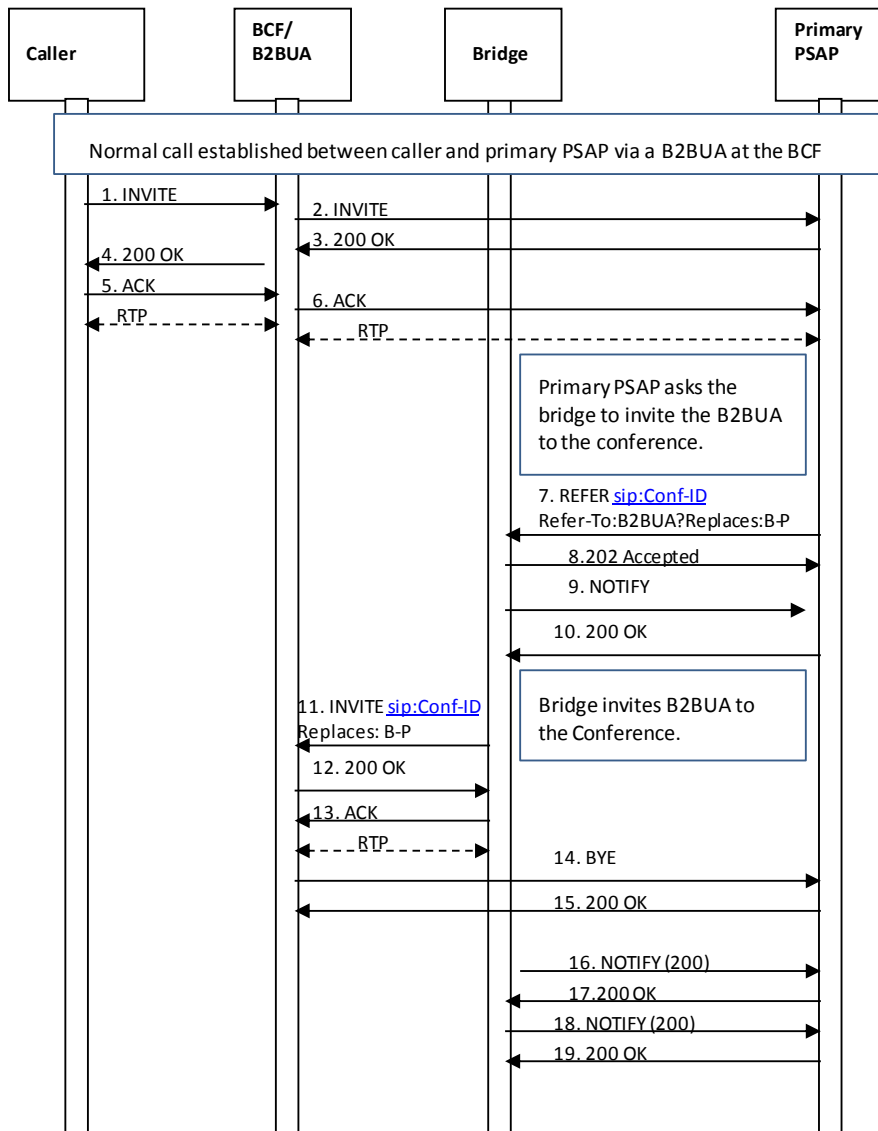 Caller
BCF/
B2BUA
Bridge
Primary
PSAP
Normal call established between caller and primary PSAP via a B2BUA at the BCF
1. INVITE
2. INVITE
3. 200 OK
4. 200 OK
5. ACK
6. ACK
RTP
RTP
Primary PSAP asks the
bridge to invite the B2BUA
to the conference.
7. REFER sip:Conf-ID
Refer-To:B2BUA?Replaces:B-P
8.202 Accepted
9. NOTIFY
10. 200 OK
Bridge invites B2BUA to
the Conference.
11. INVITE sip:Conf-ID
Replaces: B-P
12. 200 OK
13. ACK
RTP
14. BYE
15. 200 OK
16. NOTIFY (200)
17.200 OK
18. NOTIFY (200)
19. 200 OK